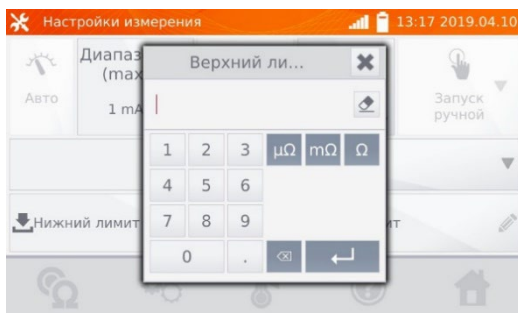 Настройки измерения 13:17 2019.04.10
Диапаз
(max
1 mA
Авто
Верхний ли...
Запуск
ручной
1 2 3 µΩ mΩ Ω
4 5 6
7 8 9
0 .
Нижний лимит
ит